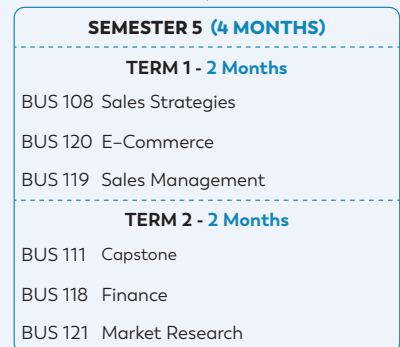 SEMESTER 5 (4 MONTHS)
TERM 1 - 2 Months
BUS 108 Sales Strategies
BUS 120 E–Commerce
BUS 119 Sales Management
TERM 2 - 2 Months
BUS 111 Capstone
BUS 118 Finance
BUS 121 Market Research